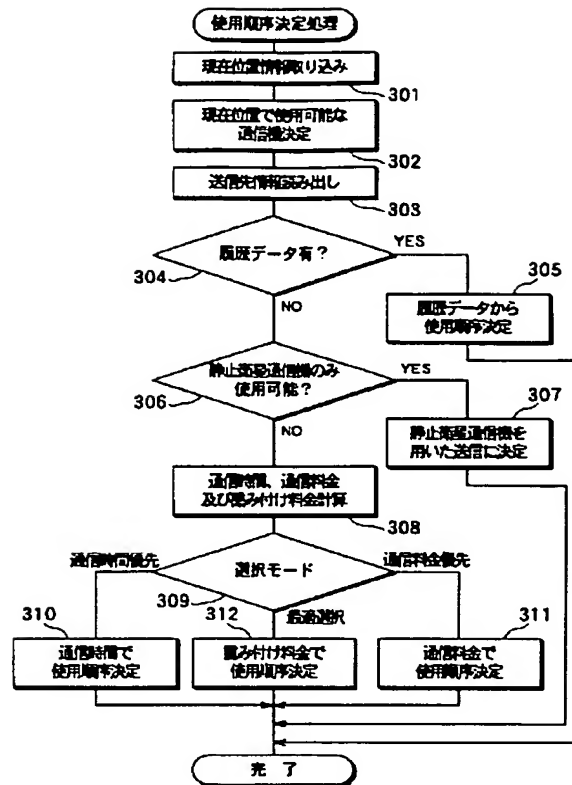 使用順序決定処理
現在位置情報取り込み
301
現在位置で使用可能な
通信機決定
302
送信先情報読み出し
303
履歴データ有？
YES
304
NO
305
履歴データから
使用順序決定
静止衛星通信機のみ
使用可能？
YES
306
NO
307
静止衛星通信機を
用いた送信に決定
通信時間、通信料金
及び重み付け料金計算
308
通信時間優先
選択モード
通信料金優先
309
最適選択
310
通信時間で
使用順序決定
312
重み付け料金で
使用順序決定
311
通信料金で
使用順序決定
完 了